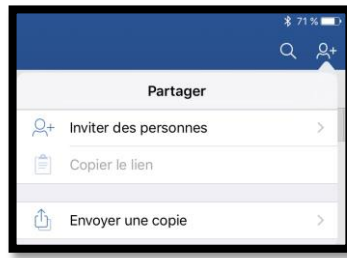 71 %
Partager
Inviter des personnes
Copier le lien
Envoyer une copie